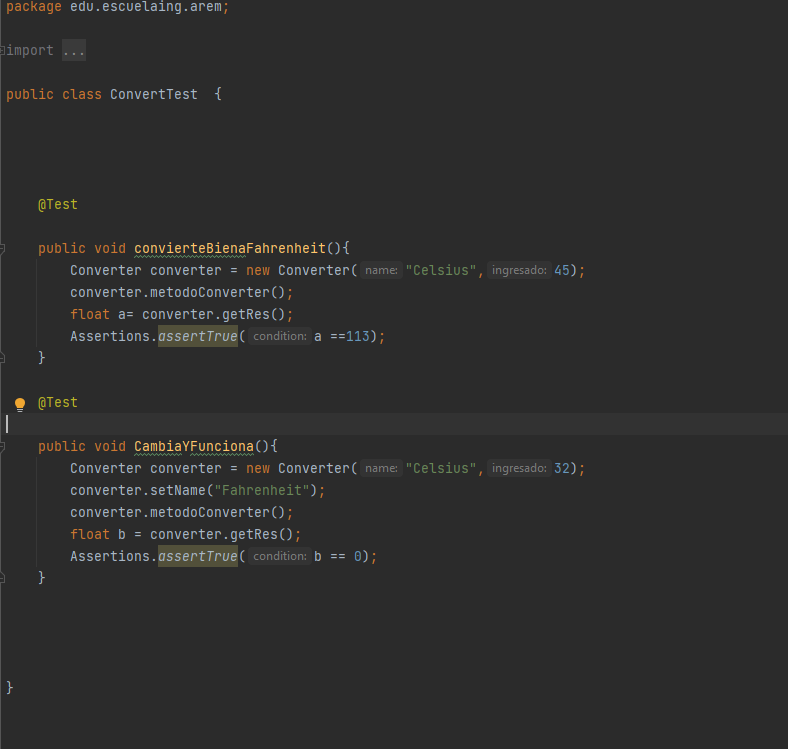 package edu.escuelaing.arem;
import ...
public class ConvertTest  {
@Test
public void convierteBienaFahrenheit(){
Converter converter = new Converter( name: "Celsius", ingresado: 45);
converter.metodoConverter();
float a= converter.getRes();
Assertions.assertTrue( condition: a ==113);
}
@Test
public void CambiaYFunciona(){
Converter converter = new Converter( name: "Celsius", ingresado: 32);
converter.setName("Fahrenheit");
converter.metodoConverter();
float b = converter.getRes();
Assertions.assertTrue( condition: b == 0);
}
}